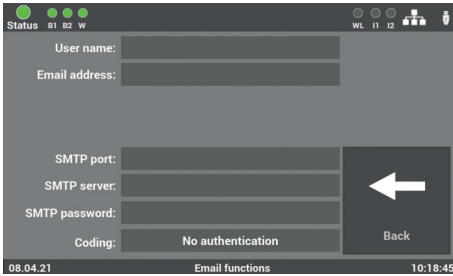 Status B1 B2 W WL I1 I2
User name:
Email address:
SMTP port:
SMTP server:
SMTP password:
Coding: No authentication
Back
08.04.21 Email functions 10:18:45